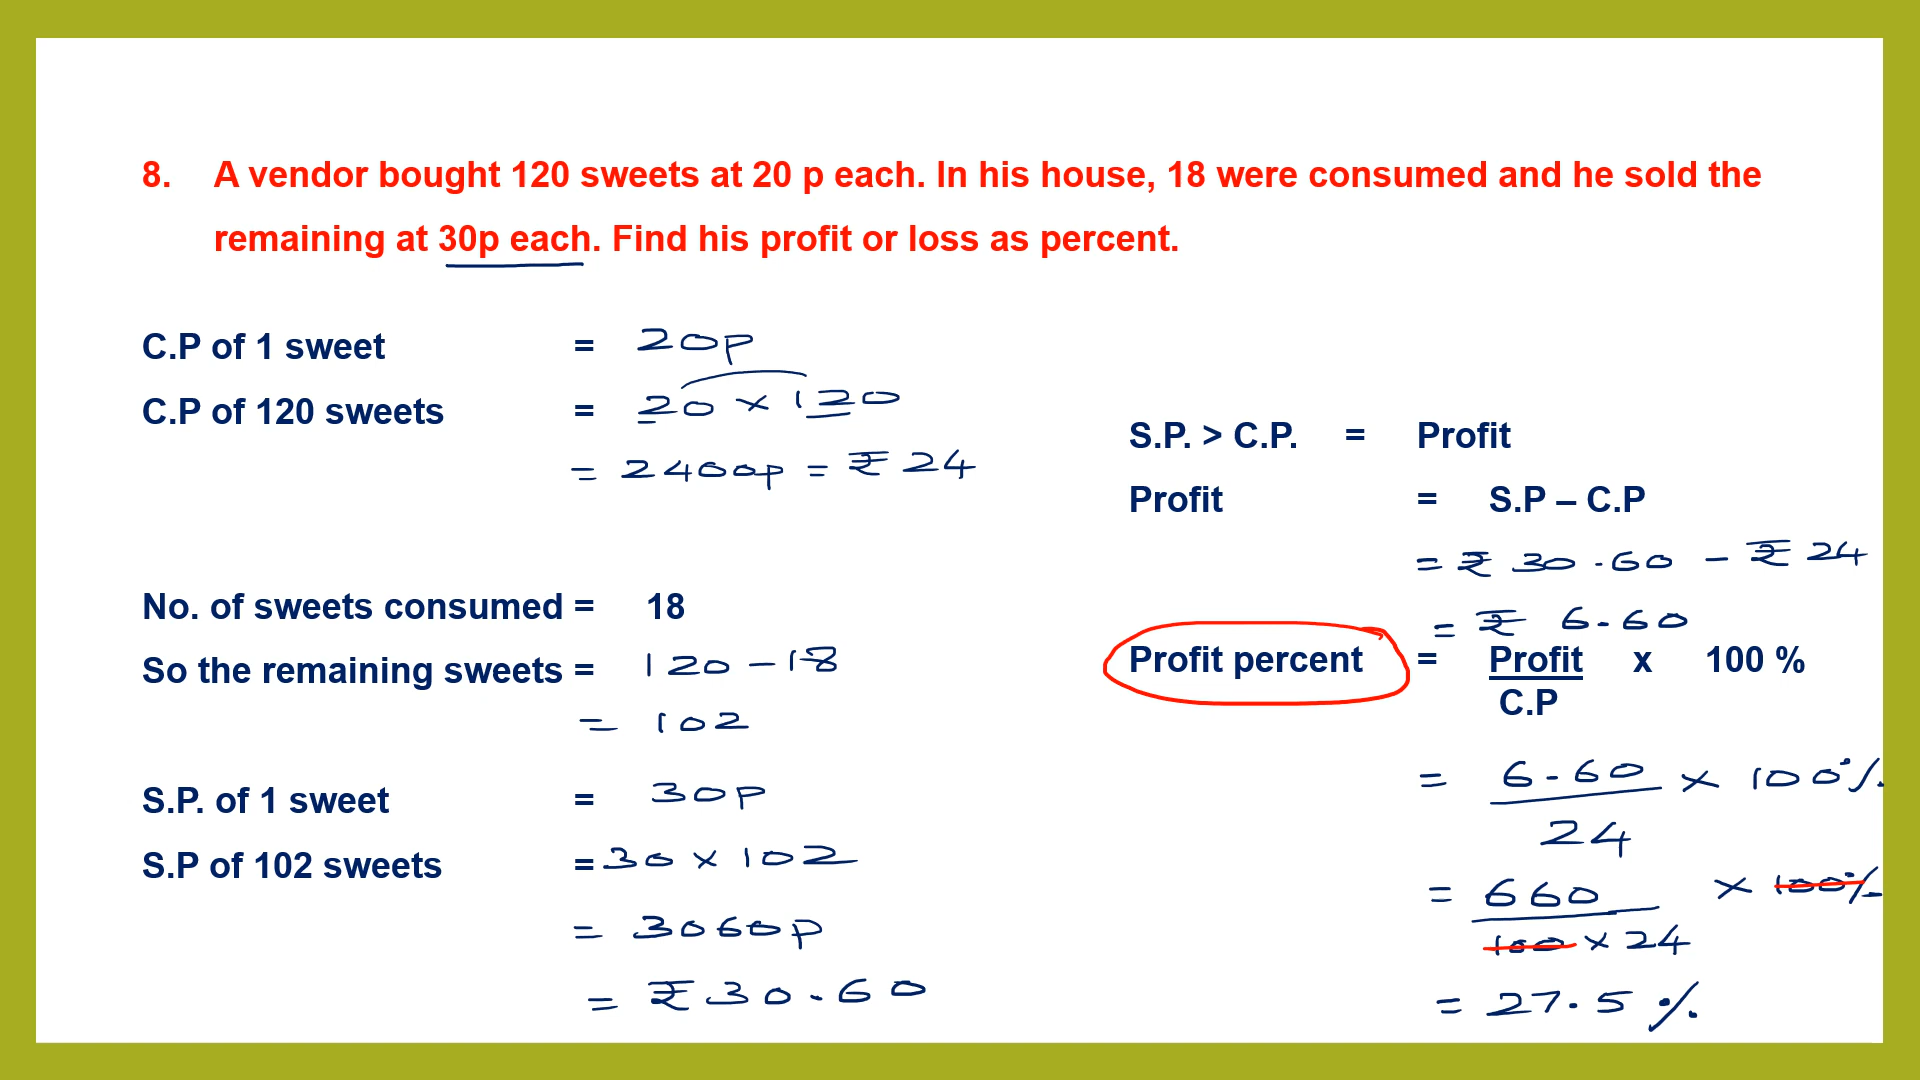 8. A vendor bought 120 sweets at 20 p each. In his house, 18 were consumed and he sold the
remaining at 30p each. Find his profit or loss as percent.
C.P of 1 sweet = 20p
C.P of 120 sweets = 20 × 120
= 2400p = ₹ 24
No. of sweets consumed = 18
So the remaining sweets = 120 - 18
= 102
S.P. of 1 sweet = 30p
S.P of 102 sweets = 30 × 102
= 3060p
= ₹ 30.60
S.P. > C.P. = Profit
Profit = S.P – C.P
= ₹ 30.60 - ₹ 24
= ₹ 6.60
Profit percent = Profit x 100 %
C.P
= 6.60 × 100%
24
= 660 × 100%
100 × 24
= 27.5 %